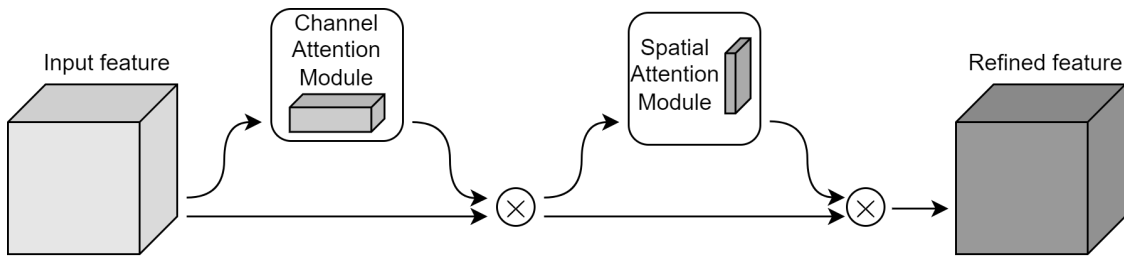 Input feature
Channel
Attention
Module
Spatial
Attention
Module
Refined feature